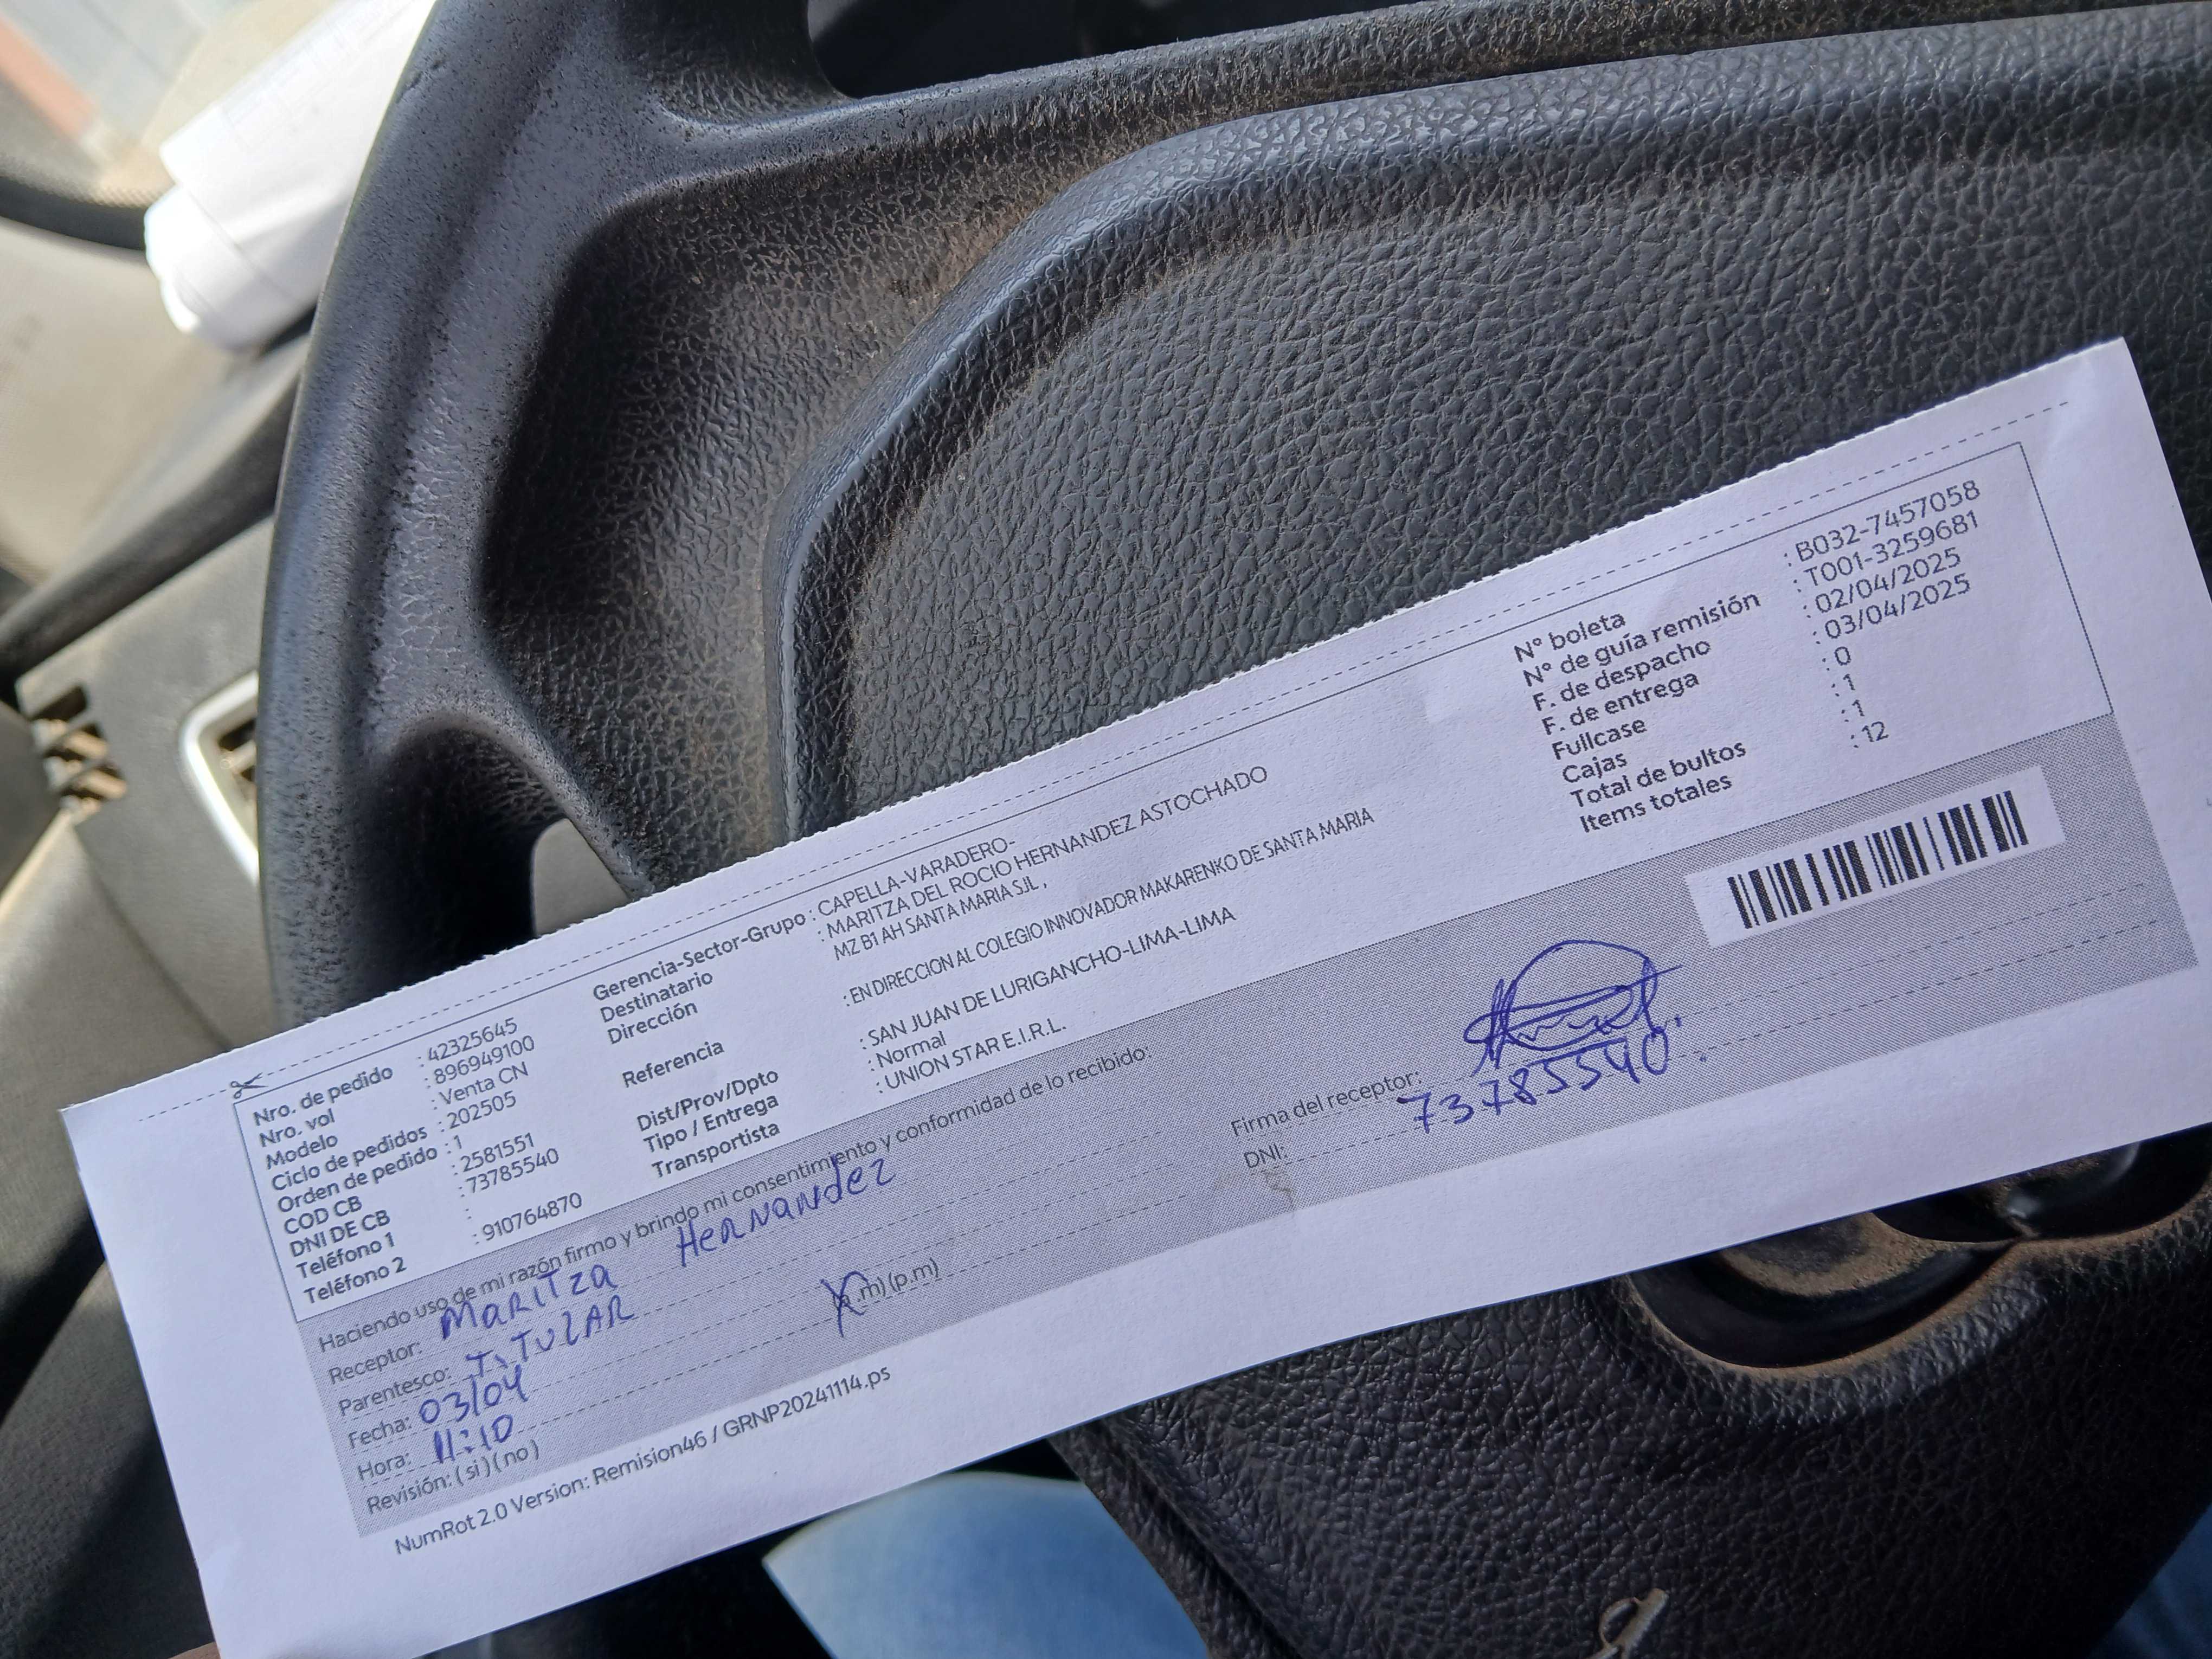 Nro. de pedido : 42325645
Nro. vol : 896949100
Modelo : Venta CN
Ciclo de pedidos : 202505
Orden de pedido : 1
COD CB : 2581551
DNI DE CB : 73785540
Teléfono 1 :
Teléfono 2 : 910764870
Gerencia-Sector-Grupo : CAPELLA-VARADERO-
Destinatario : MARITZA DEL ROCIO HERNANDEZ ASTOCHADO
Dirección MZ B1 AH SANTA MARIA SJL ,
Referencia : EN DIRECCION AL COLEGIO INNOVADOR MAKARENKO DE SANTA MARIA
Dist/Prov/Dpto : SAN JUAN DE LURIGANCHO-LIMA-LIMA
Tipo / Entrega : Normal
Transportista : UNION STAR E.I.R.L.
N° boleta : B032-7457058
N° de guía remisión : T001-3259681
F. de despacho : 02/04/2025
F. de entrega : 03/04/2025
Fullcase : 0
Cajas : 1
Total de bultos : 1
Items totales : 12
Haciendo uso de mi razón firmo y brindo mi consentimiento y conformidad de lo recibido:
Receptor: Maritza Hernandez
Parentesco: TiTULAR
Fecha: 03/04
Hora: 11:10 .m) (p.m)
Revisión: ( si ) ( no )
Firma del receptor:
DNI: 73785540.
NumRot 2.0 Version: Remision46 / GRNP20241114.ps